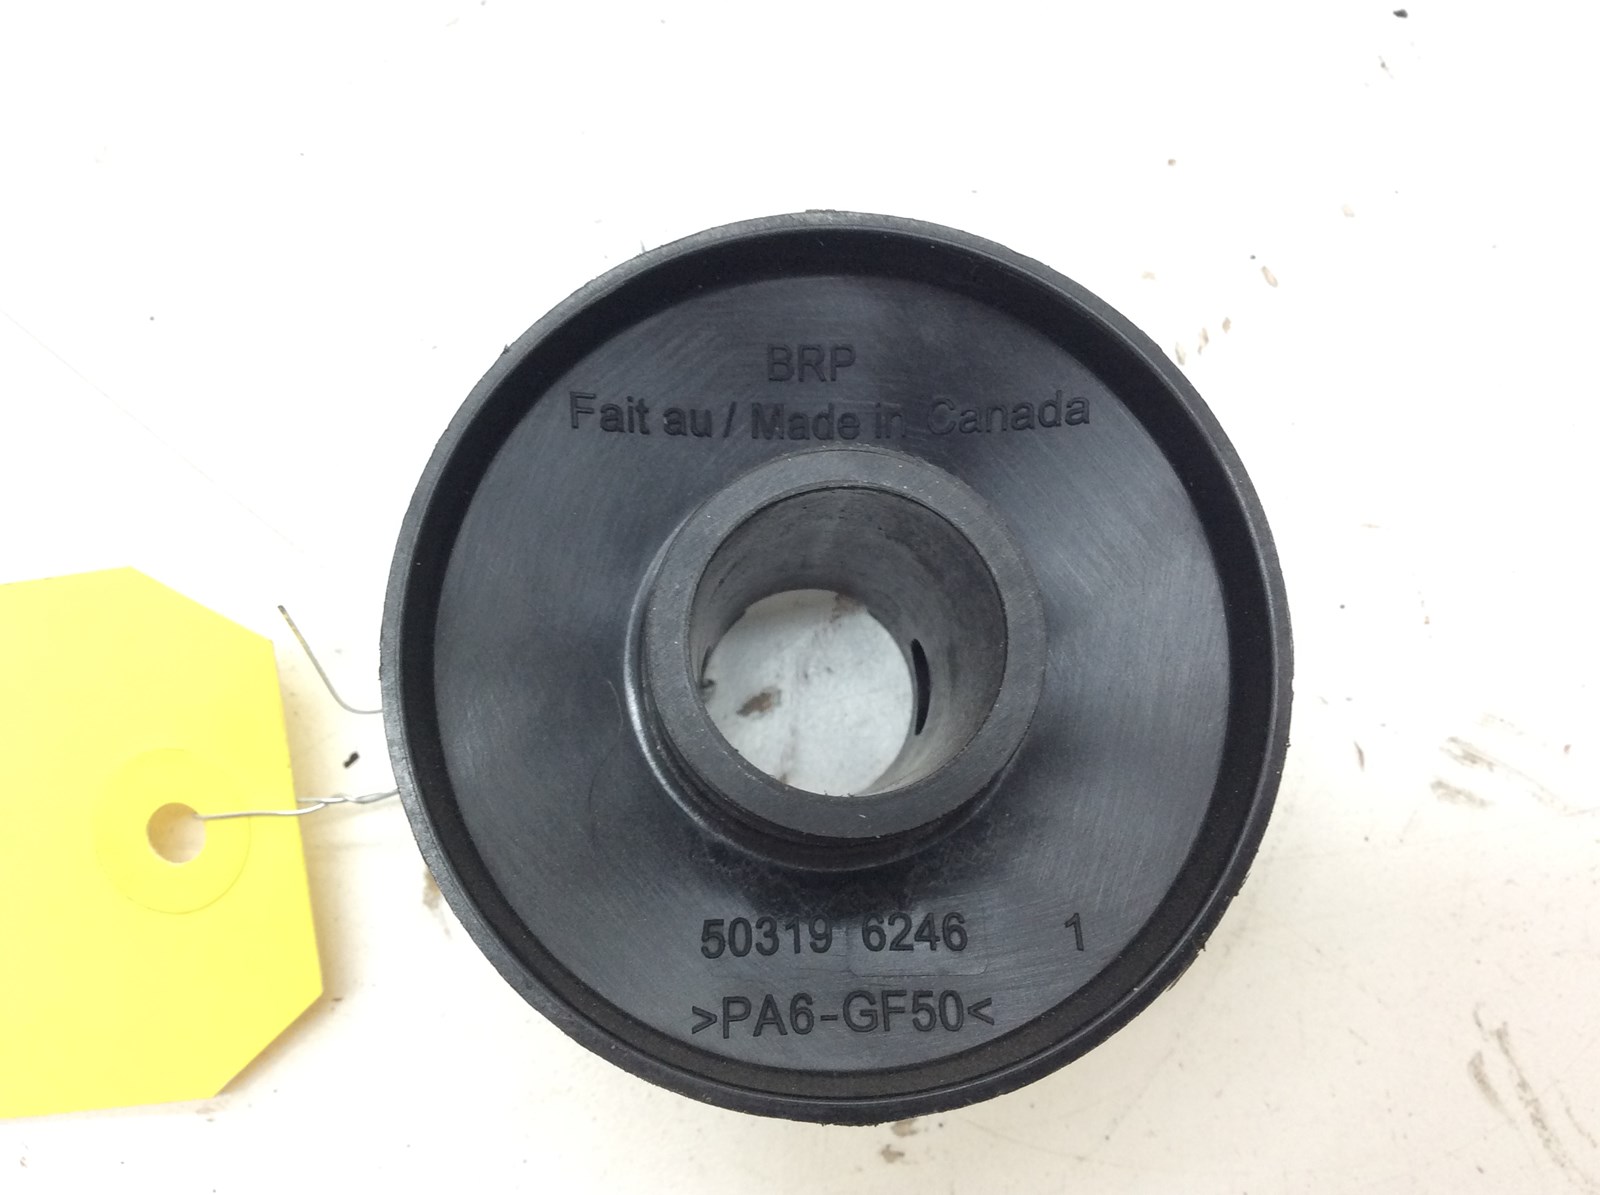 BRP
Fait au / Made in Canada
50319 6246 1
>PA6-GF50<